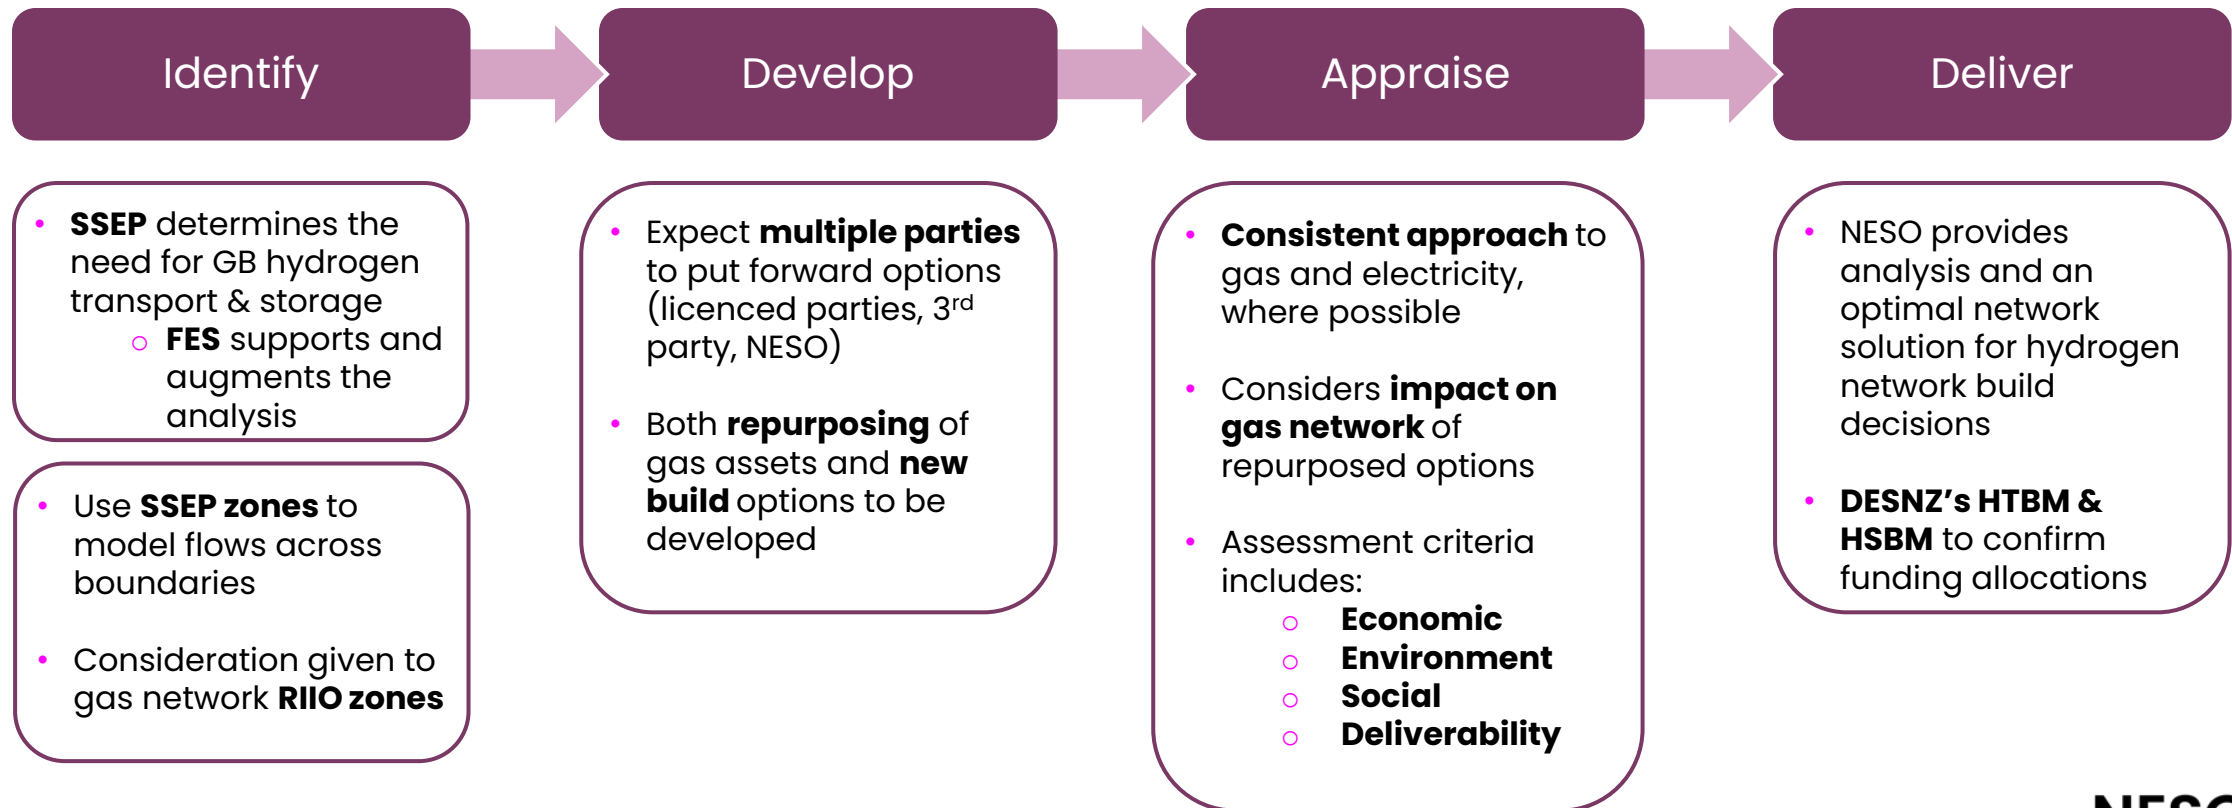 Identify
Develop
Appraise
Deliver
• SSEP determines the
need for GB hydrogen
transport & storage
o FES supports and
augments the
analysis
• Use SSEP zones to
model flows across
boundaries
• Consideration given to
gas network RIIO zones
• Expect multiple parties
to put forward options
(licenced parties, 3rd
party, NESO)
• Both repurposing of
gas assets and new
build options to be
developed
• Consistent approach to
gas and electricity,
where possible
• Considers impact on
gas network of
repurposed options
• Assessment criteria
includes:
o Economic
o Environment
o Social
o Deliverability
• NESO provides
analysis and an
optimal network
solution for hydrogen
network build
decisions
• DESNZ’s HTBM &
HSBM to confirm
funding allocations